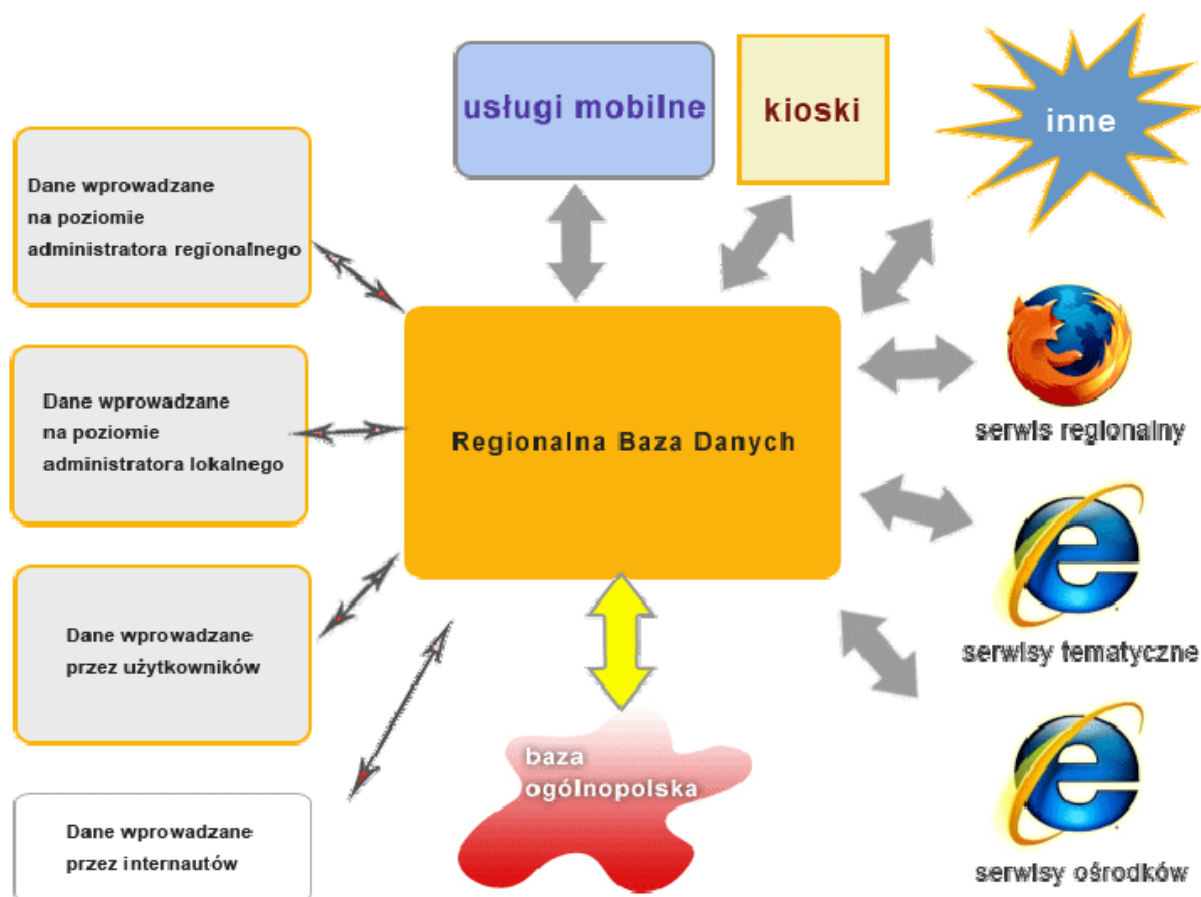 usługi mobilne
kioski
inne
Dane wprowadzane
na poziomie
administratora regionalnego
Dane wprowadzane
na poziomie
administratora lokalnego
Regionalna Baza Danych
serwis regionalny
serwisy tematyczne
Dane wprowadzane
przez użytkowników
baza
ogólnopolska
Dane wprowadzane
przez internautów
serwisy ośrodków